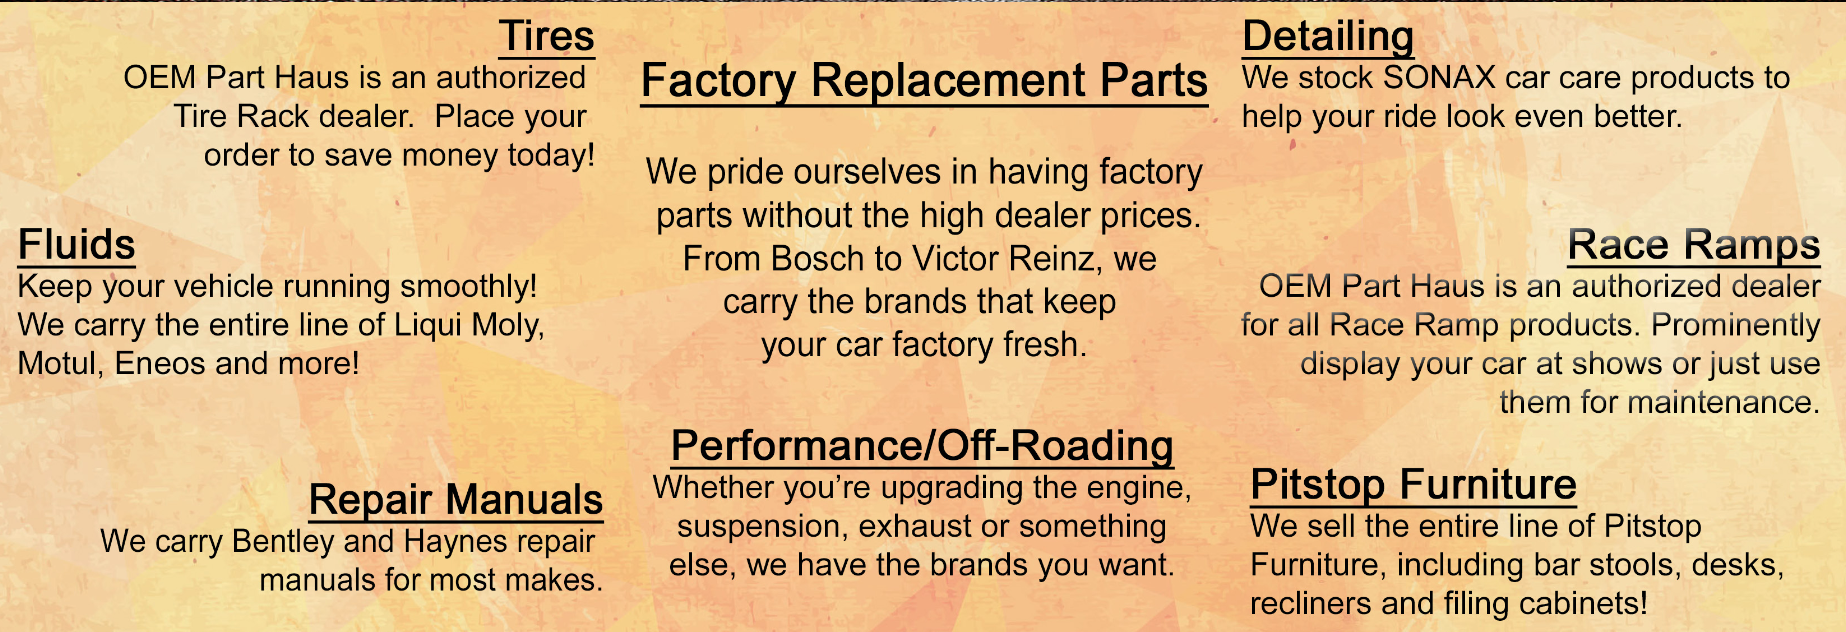 Tires
OEM Part Haus is an authorized
Tire Rack dealer.  Place your
order to save money today!
Fluids
Keep your vehicle running smoothly!
We carry the entire line of Liqui Moly,
Motul, Eneos and more!
Repair Manuals
We carry Bentley and Haynes repair
manuals for most makes.
Factory Replacement Parts
We pride ourselves in having factory
parts without the high dealer prices.
From Bosch to Victor Reinz, we
carry the brands that keep
your car factory fresh.
Performance/Off-Roading
Whether you’re upgrading the engine,
suspension, exhaust or something
else, we have the brands you want.
Detailing
We stock SONAX car care products to
help your ride look even better.
Race Ramps
OEM Part Haus is an authorized dealer
for all Race Ramp products. Prominently
display your car at shows or just use
them for maintenance.
Pitstop Furniture
We sell the entire line of Pitstop
Furniture, including bar stools, desks,
recliners and filing cabinets!